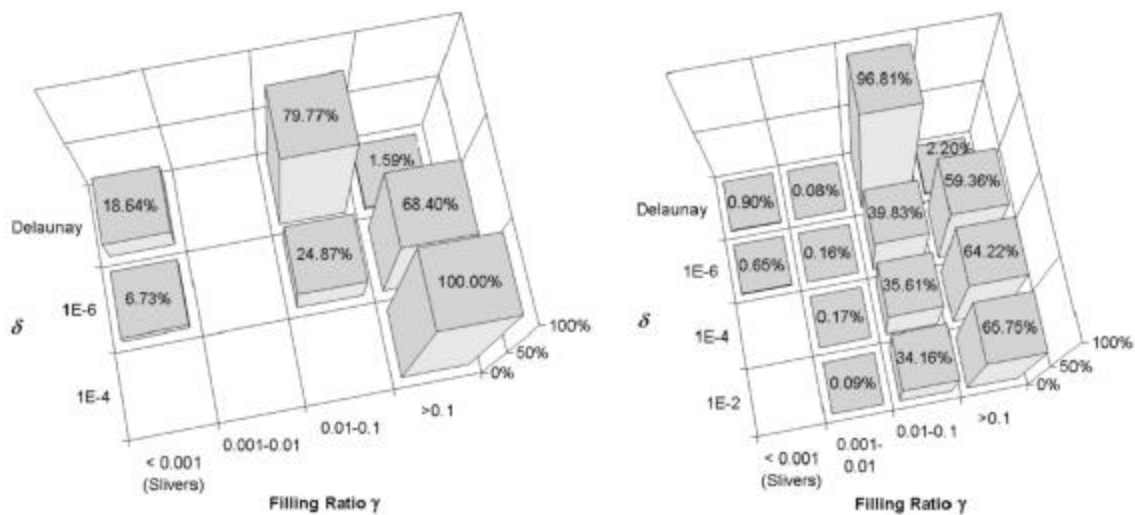 79.77%
1.59%
18.64%
68.40%
Delaunay
24.87%
6.73%
100.00%
1E-6
δ
100%
50%
0%
1E-4
>0.1
0.01-0.1
0.001-0.01
< 0.001
(Slivers)
Filling Ratio γ
96.81%
2.20%
59.36%
0.90%
0.08%
Delaunay
39.83%
0.65%
0.16%
64.22%
1E-6
35.61%
δ
0.17%
65.75%
1E-4
100%
34.16%
50%
0.09%
0%
1E-2
>0.1
0.01-0.1
0.001-
0.01
< 0.001
(Slivers)
Filling Ratio γ